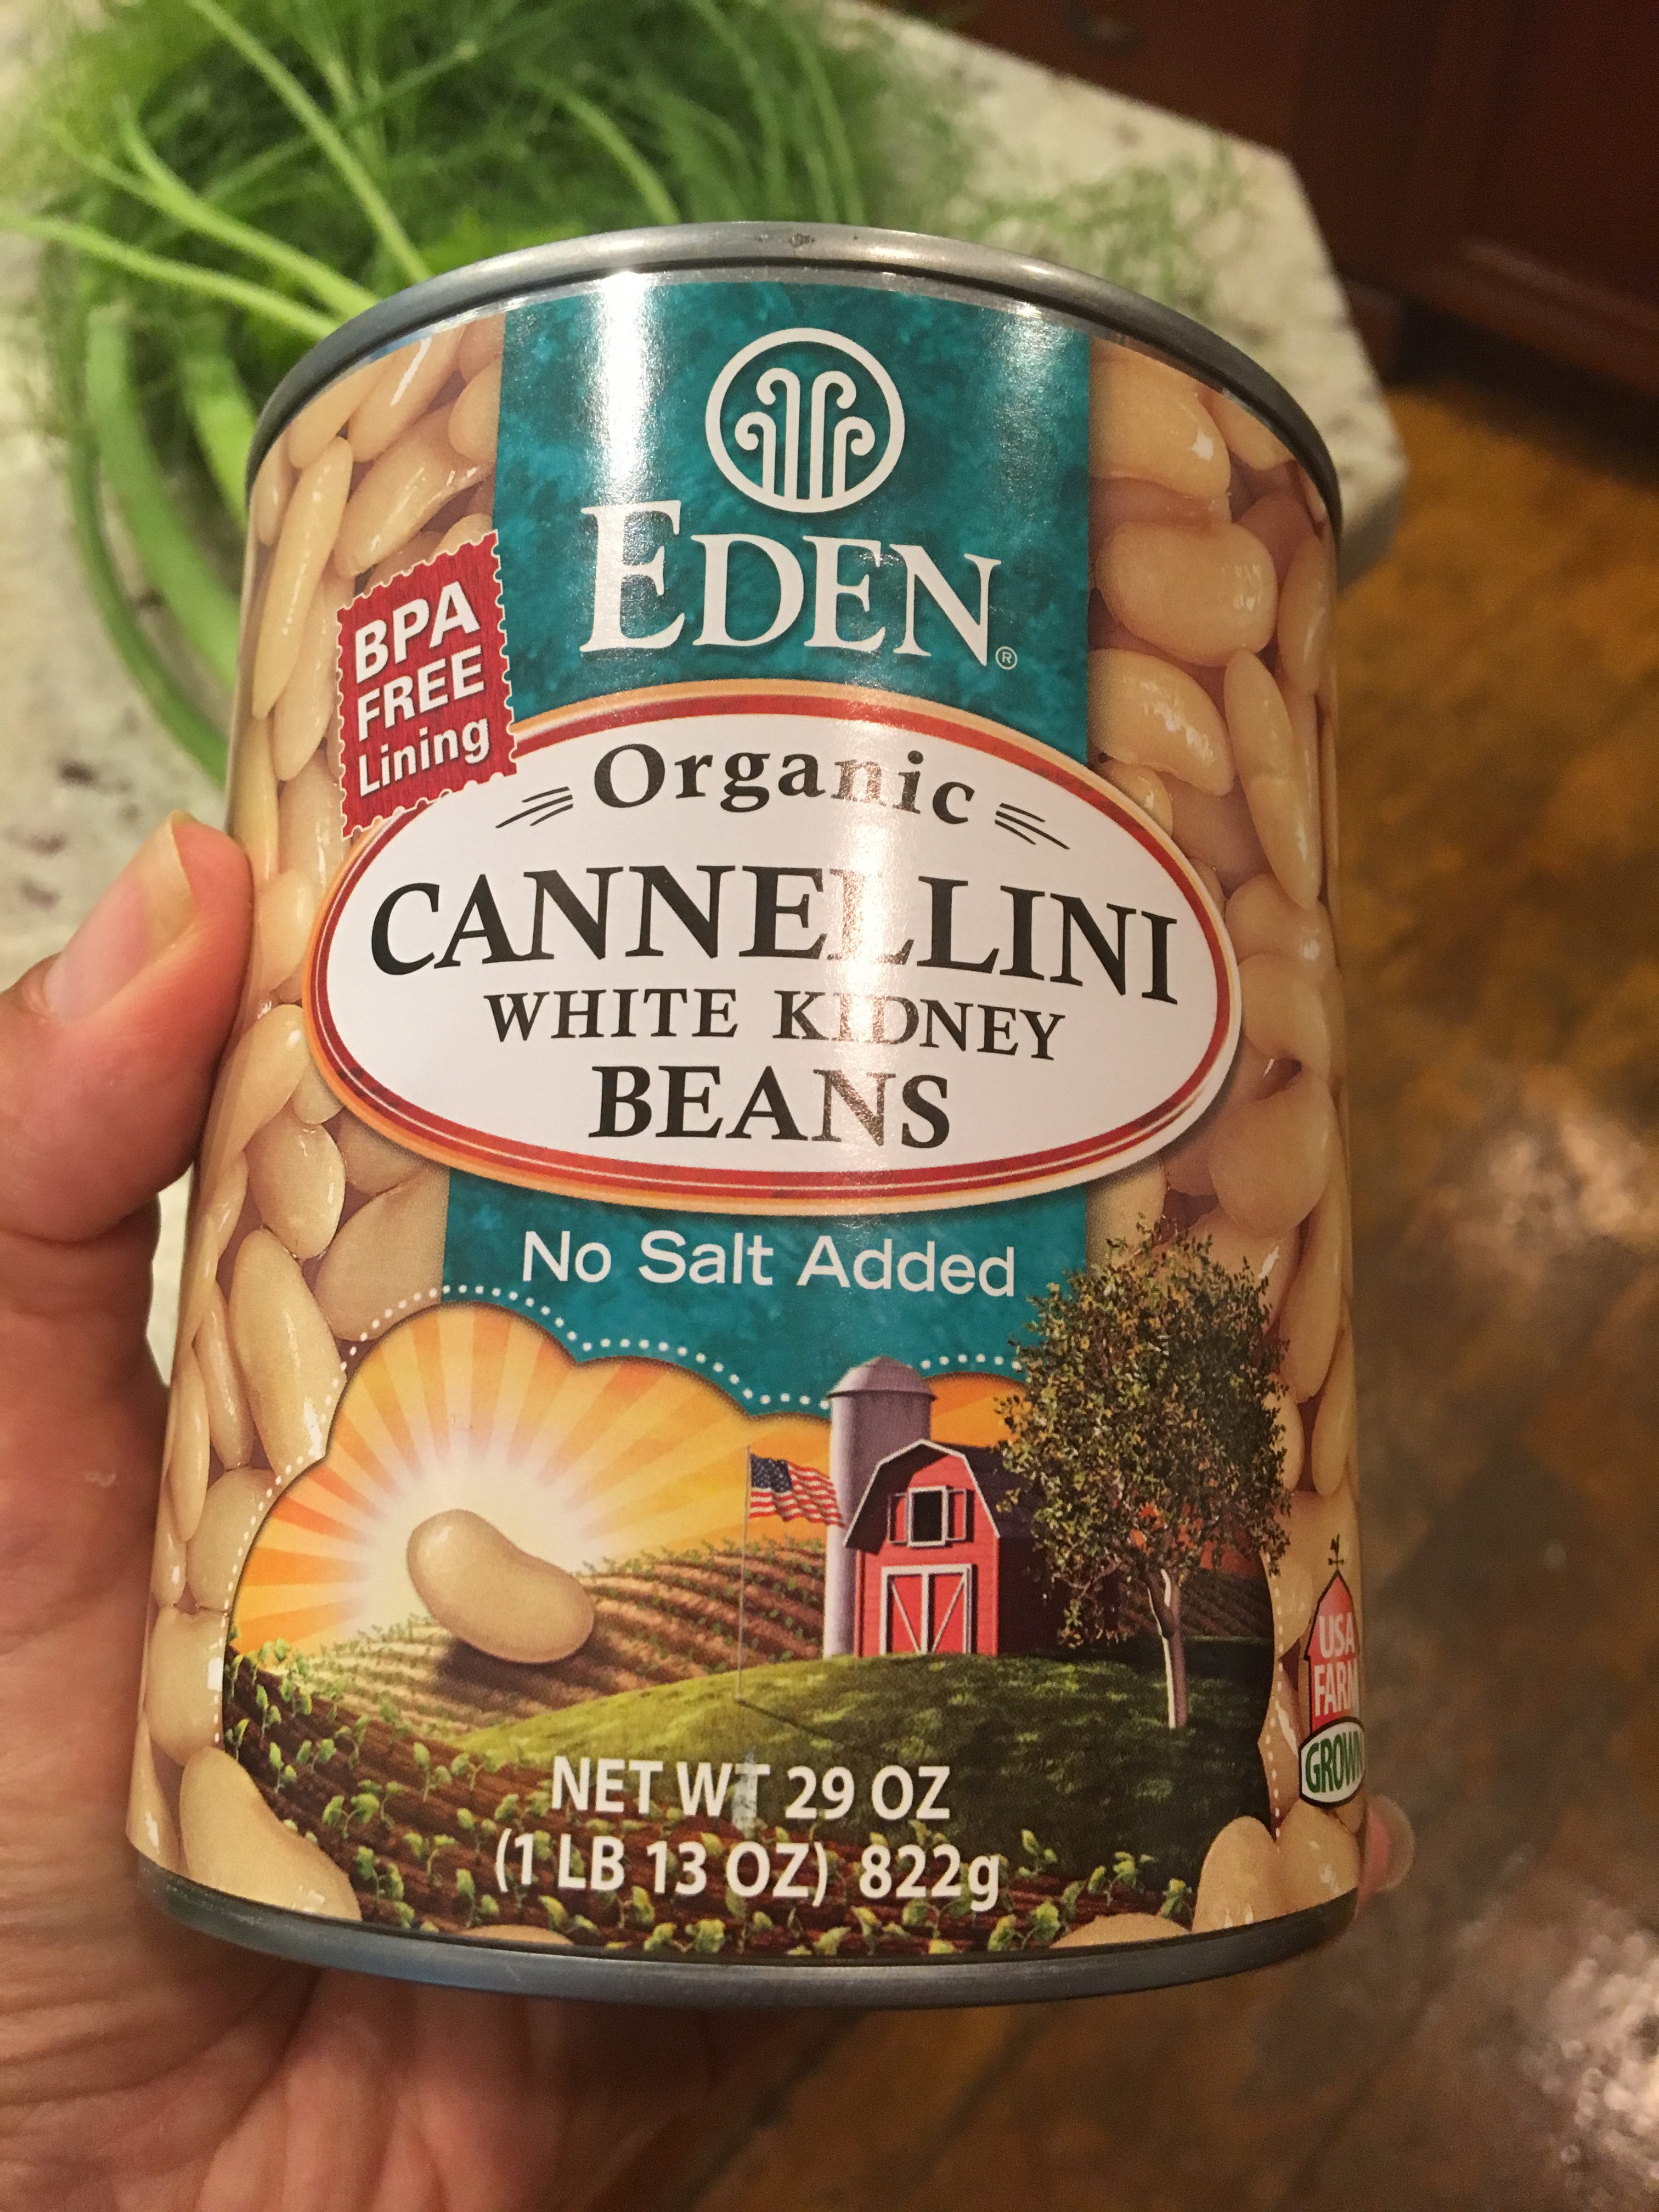 EDEN®
BPA
FREE
Lining
Organic
CANNELLINI
WHITE KIDNEY
BEANS
No Salt Added
USA
FARM
GROWN
NET WT 29 OZ
(1 LB 13 OZ) 822g